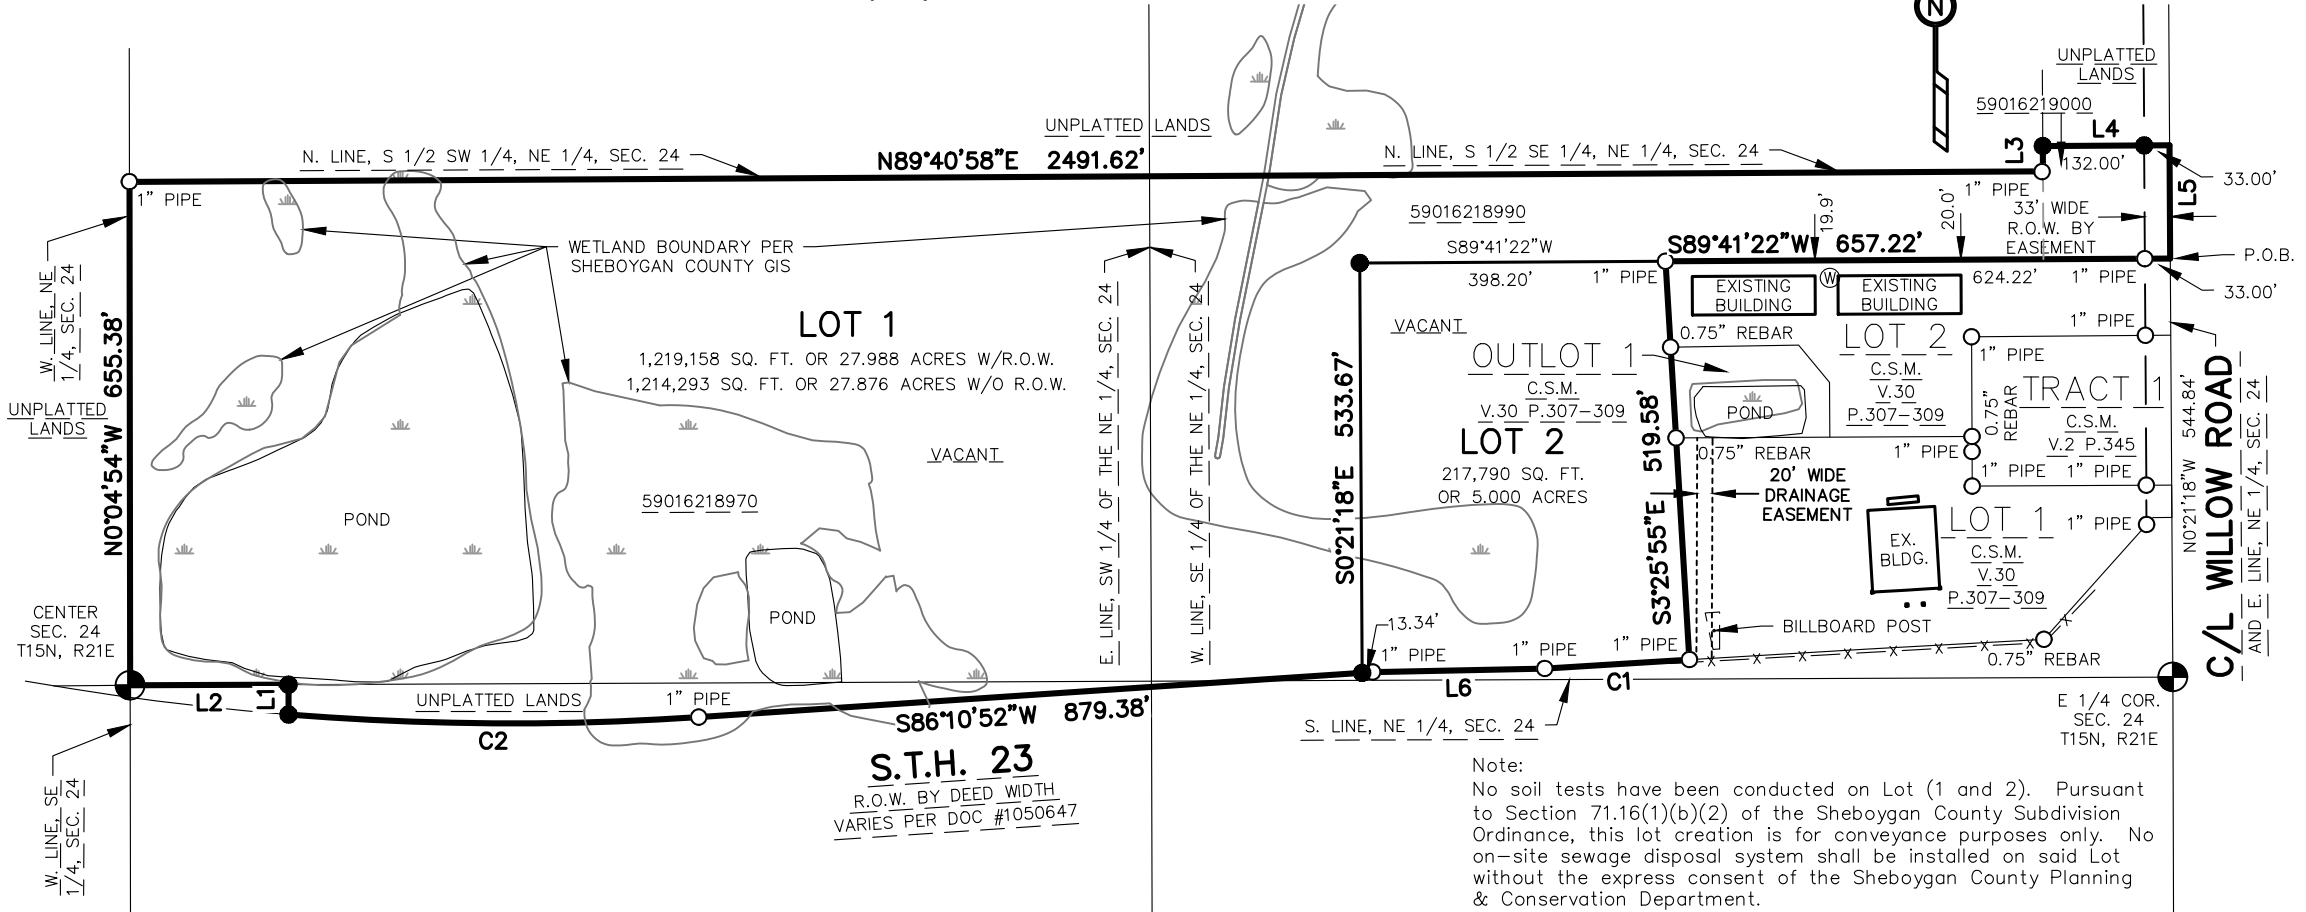 N
UNPLATTED
LANDS
59016219000
L3
L4
132.00'
33.00'
L5
UNPLATTED LANDS
N. LINE, S 1/2 SW 1/4, NE 1/4, SEC. 24
N89°40'58"E 2491.62'
N. LINE, S 1/2 SE 1/4, NE 1/4, SEC. 24
1" PIPE
1" PIPE
33' WIDE
R.O.W. BY
EASEMENT
19.9'
20.0'
59016218990
S89°41'22"W
398.20'
S89°41'22"W 657.22'
624.22'
1" PIPE
1" PIPE
P.O.B.
33.00'
W. LINE, NE
1/4, SEC. 24
WETLAND BOUNDARY PER
SHEBOYGAN COUNTY GIS
EXISTING
BUILDING
W
EXISTING
BUILDING
LOT 1
1,219,158 SQ. FT. OR 27.988 ACRES W/R.O.W.
1,214,293 SQ. FT. OR 27.876 ACRES W/O R.O.W.
E. LINE, SW 1/4 OF THE NE 1/4, SEC. 24
W. LINE, SE 1/4 OF THE NE 1/4, SEC. 24
VACANT
0.75" REBAR
OUTLOT 1
C.S.M.
V.30 P.307-309
LOT 2
C.S.M.
V.30
P.307-309
1" PIPE
1" PIPE
0.75"
REBAR
TRACT 1
C.S.M.
V.2 P.345
1" PIPE
1" PIPE
1" PIPE
N0°04'54"W 655.38'
UNPLATTED
LANDS
S0°21'18"E 533.67'
LOT 2
217,790 SQ. FT.
OR 5.000 ACRES
S3°25'55"E 519.58'
POND
0.75" REBAR
20' WIDE
DRAINAGE
EASEMENT
VACANT
59016218970
POND
POND
EX.
BLDG.
LOT 1
C.S.M.
V.30
P.307-309
1" PIPE
N0°21'18"W 544.84'
C/L WILLOW ROAD
AND E. LINE, NE 1/4, SEC. 24
BILLBOARD POST
0.75" REBAR
CENTER
SEC. 24
T15N, R21E
L2
L1
UNPLATTED LANDS
C2
1" PIPE
S86°10'52"W 879.38'
13.34'
1" PIPE
L6
1" PIPE
C1
1" PIPE
S. LINE, NE 1/4, SEC. 24
E 1/4 COR.
SEC. 24
T15N, R21E
S.T.H. 23
R.O.W. BY DEED WIDTH
VARIES PER DOC #1050647
W. LINE, SE
1/4, SEC. 24
Note:
No soil tests have been conducted on Lot (1 and 2). Pursuant
to Section 71.16(1)(b)(2) of the Sheboygan County Subdivision
Ordinance, this lot creation is for conveyance purposes only. No
on-site sewage disposal system shall be installed on said Lot
without the express consent of the Sheboygan County Planning
& Conservation Department.